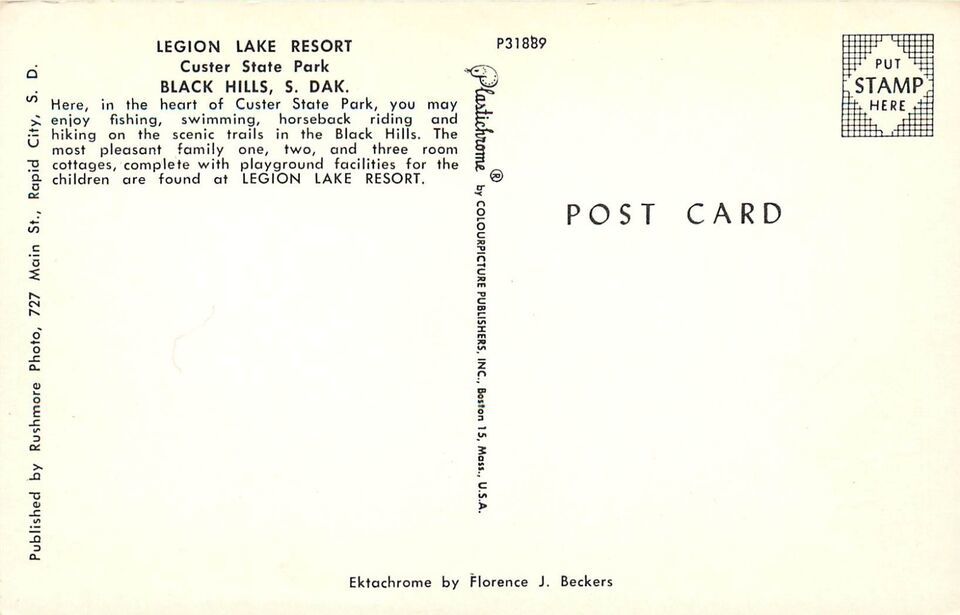 LEGION LAKE RESORT
Custer State Park
BLACK HILLS, S. DAK.
Here, in the heart of Custer State Park, you may
enjoy fishing, swimming, horseback riding and
hiking on the scenic trails in the Black Hills. The
most pleasant family one, two, and three room
cottages, complete with playground facilities for the
children are found at LEGION LAKE RESORT.
Published by Rushmore Photo, 727 Main St., Rapid City, S. D.
P31889
Plastichrome ® by COLOURPICTURE PUBLISHERS, INC., Boston 15, Mass., U.S.A.
PUT
STAMP
HERE
POST CARD
Ektachrome by Florence J. Beckers